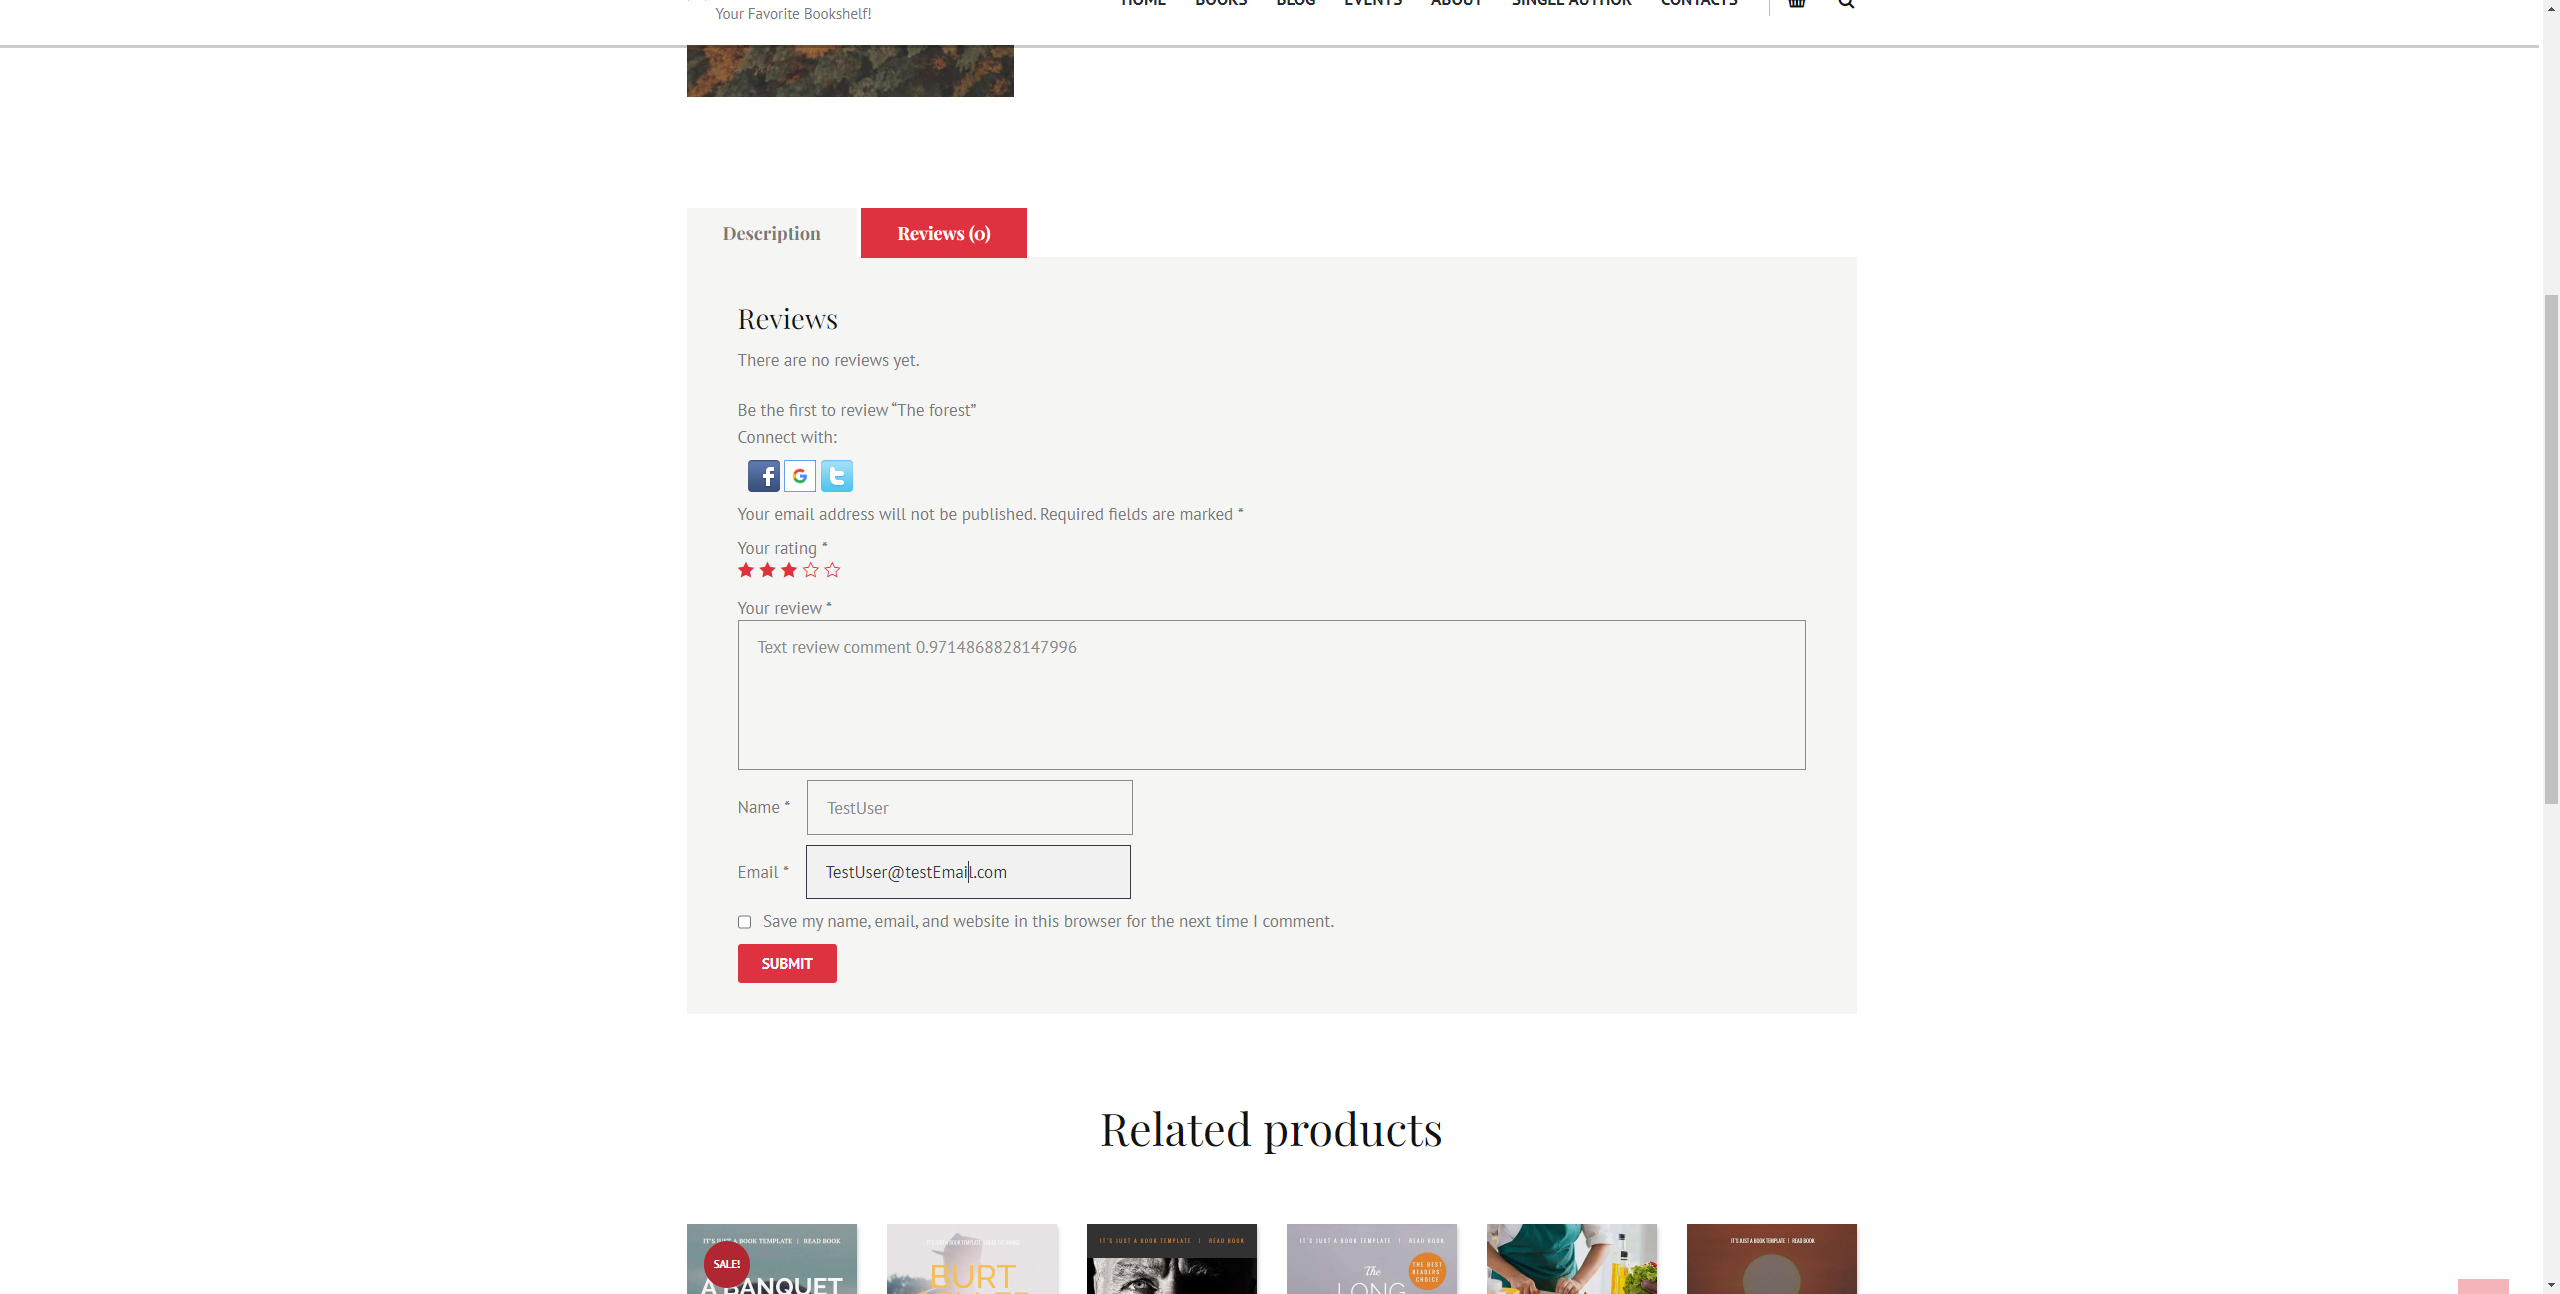 Your Favorite Bookshelf!
HOME BOOKS BLOG EVENTS ABOUT SINGLE AUTHOR CONTACTS
Description
Reviews (0)
Reviews
There are no reviews yet.
Be the first to review “The forest”
Connect with:
Your email address will not be published. Required fields are marked *
Your rating *
Your review *
Text review comment 0.9714868828147996
Name *
TestUser
Email *
TestUser@testEmail.com
Save my name, email, and website in this browser for the next time I comment.
SUBMIT
Related products
IT'S JUST A BOOK TEMPLATE | READ BOOK
SALE!
A BANQUET
BURT
IT'S JUST A BOOK TEMPLATE | READ BOOK
IT'S JUST A BOOK TEMPLATE | READ BOOK
THE BEST
READERS'
CHOICE
The
LONG
IT'S JUST A BOOK TEMPLATE | READ BOOK